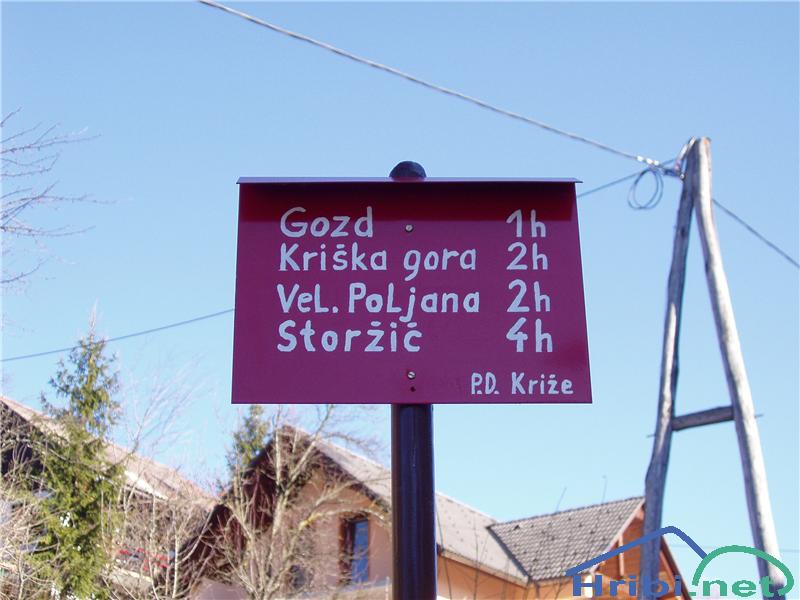 Gozd 1h
Kriška gora 2h
Vel. Poljana 2h
Storžič 4h
P.D. Križe
Hribi.net